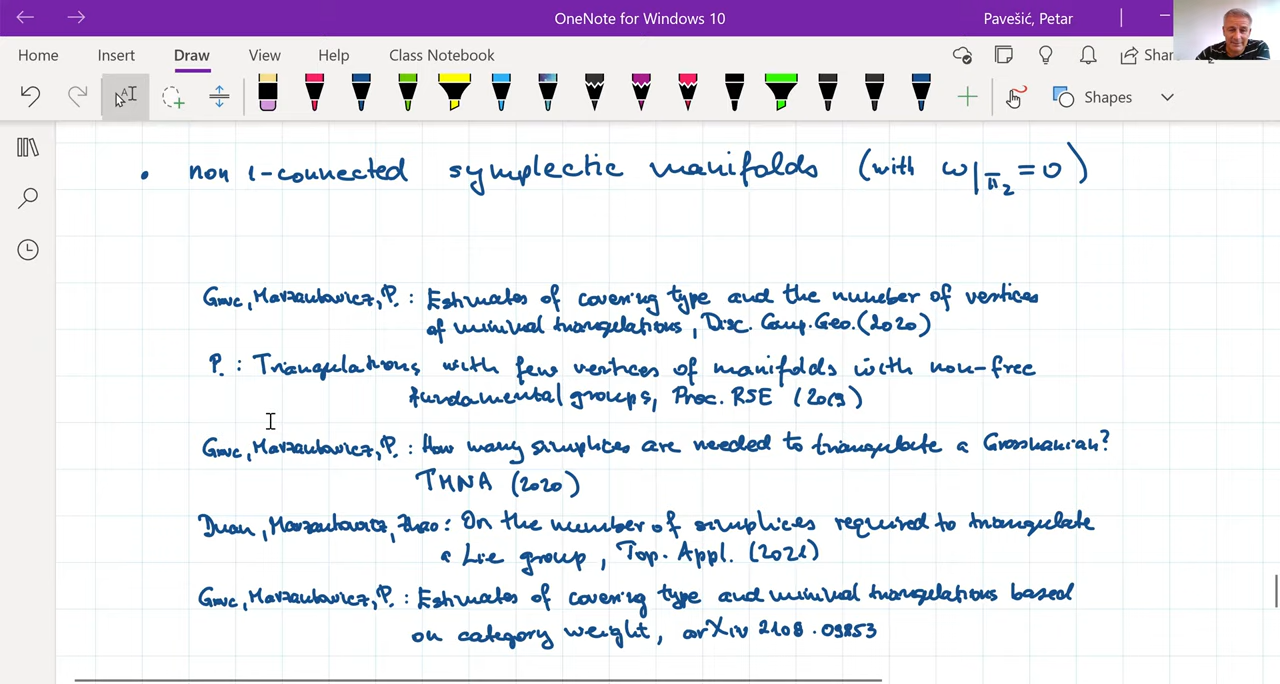 OneNote for Windows 10
Pavešić, Petar
Home Insert Draw View Help Class Notebook
Shapes
• non 1-connected symplectic manifolds (with ω|π₂ = 0)
Govc, Marzantowicz, P. : Estimates of covering type and the number of vertices
of minimal triangulations, Disc. Comp. Geo. (2020)
P. : Triangulations with few vertices of manifolds with non-free
fundamental groups, Proc. RSE (2019)
Govc, Marzantowicz, P. : How many simplices are needed to triangulate a Grassmanian?
TMNA (2020)
Duan, Marzantowicz, Zhao : On the number of simplices required to triangulate
a Lie group, Top. Appl. (2021)
Govc, Marzantowicz, P. : Estimates of covering type and minimal triangulations based
on category weight, arXiv 2108.09853